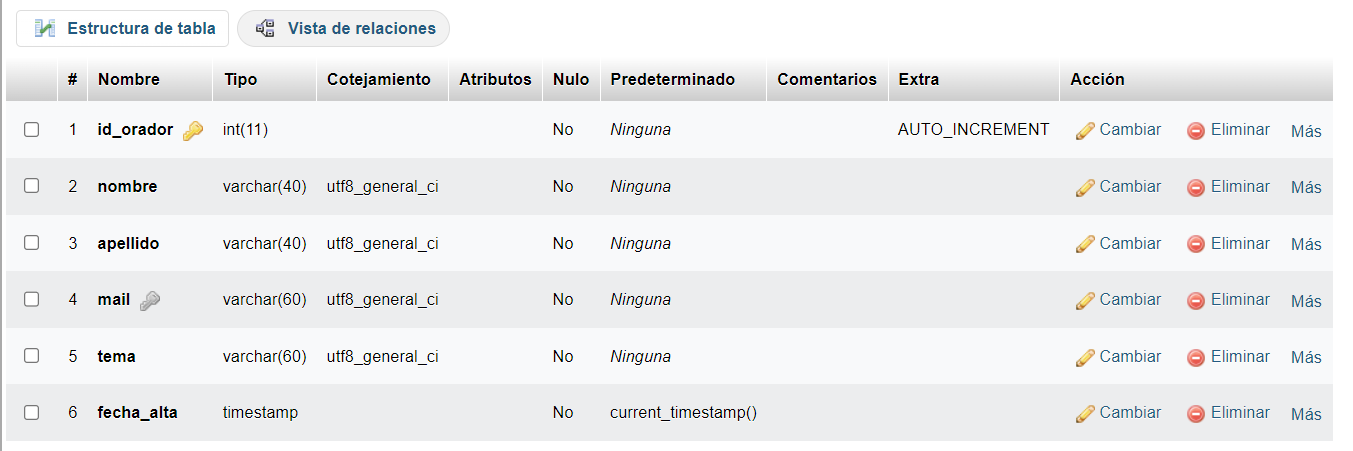 Estructura de tabla Vista de relaciones
# Nombre Tipo Cotejamiento Atributos Nulo Predeterminado Comentarios Extra Acción
1 id_orador int(11) No Ninguna AUTO_INCREMENT Cambiar Eliminar Más
2 nombre varchar(40) utf8_general_ci No Ninguna Cambiar Eliminar Más
3 apellido varchar(40) utf8_general_ci No Ninguna Cambiar Eliminar Más
4 mail varchar(60) utf8_general_ci No Ninguna Cambiar Eliminar Más
5 tema varchar(60) utf8_general_ci No Ninguna Cambiar Eliminar Más
6 fecha_alta timestamp No current_timestamp() Cambiar Eliminar Más